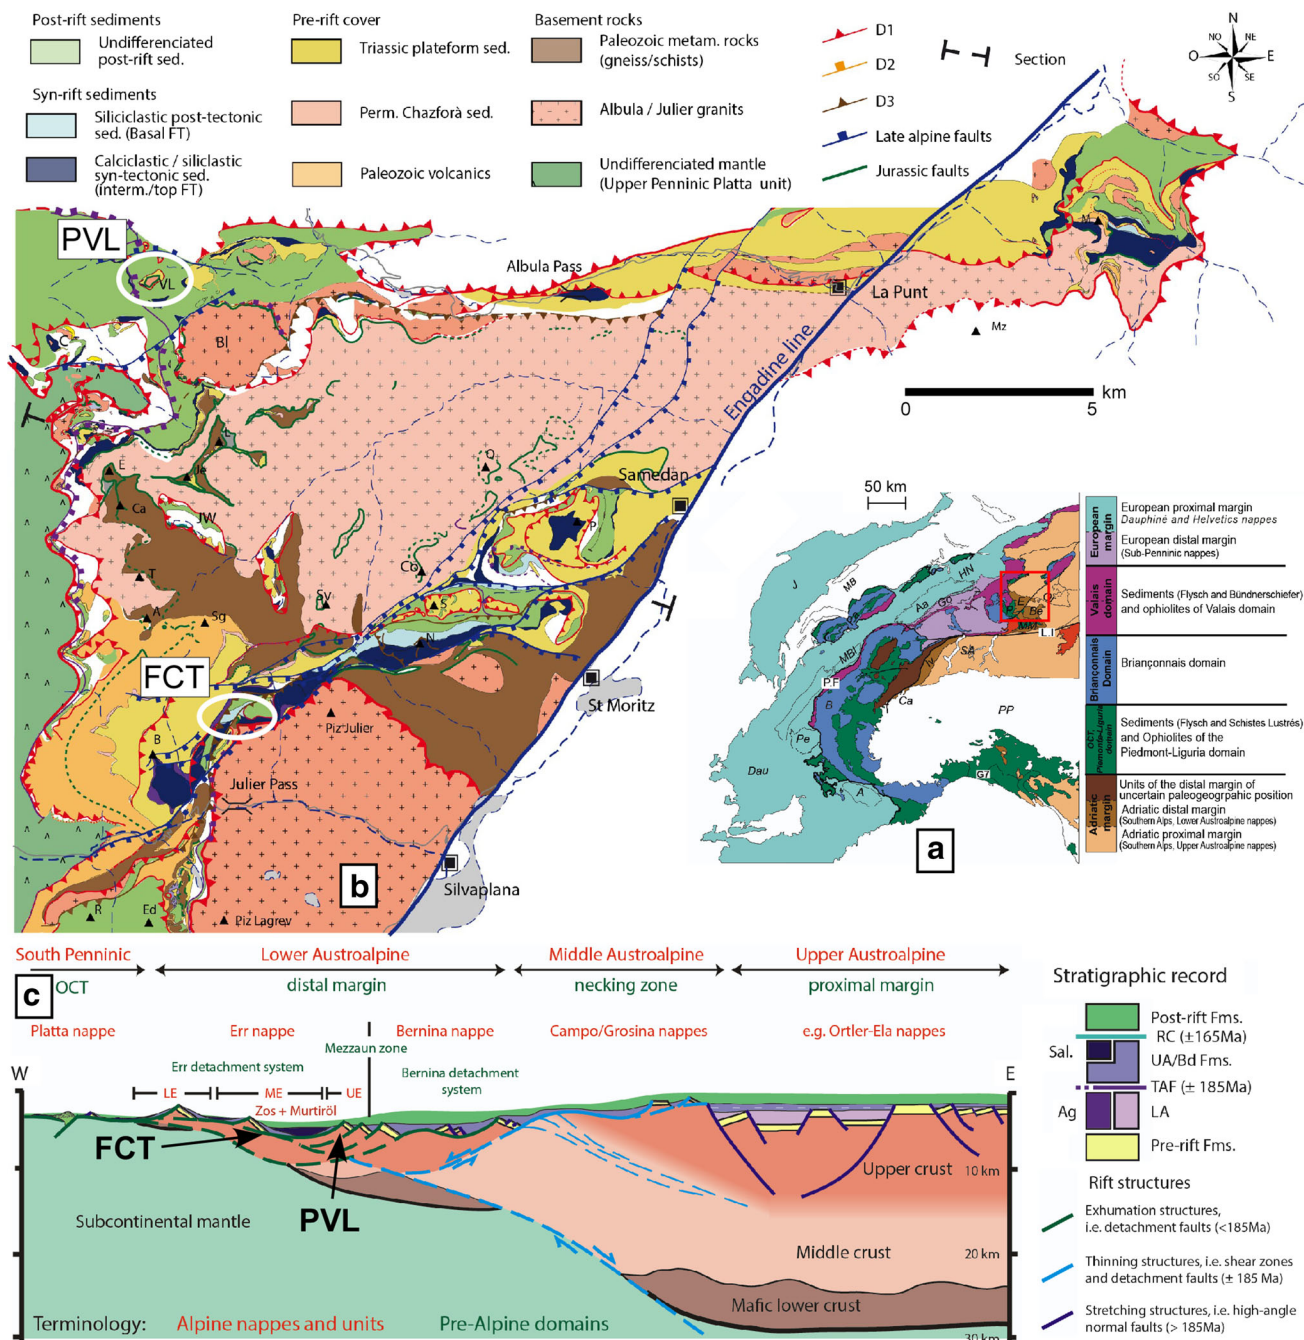 Post-rift sediments
Undifferenciated
post-rift sed.
Syn-rift sediments
Siliciclastic post-tectonic
sed. (Basal FT)
Calciclastic / siliclastic
syn-tectonic sed.
(interm./top FT)
Pre-rift cover
Triassic plateform sed.
Perm. Chazforà sed.
Paleozoic volcanics
Basement rocks
Paleozoic metam. rocks
(gneiss/schists)
Albula / Julier granits
Undifferenciated mantle
(Upper Penninic Platta unit)
D1
D2
D3
Late alpine faults
Jurassic faults
Section
N
NO
NE
O
E
SO
SE
S
PVL
VL
Albula Pass
La Punt
M
Mz
C
Bl
Engadine line
0
5
km
E
Ca
JW
T
A
Sg
Sv
Co
O
P
S
N
Samedan
FCT
B
Piz Julier
St Moritz
Julier Pass
b
Silvaplana
R
Ed
Piz Lagrev
50 km
J
MB
HN
Aa
Go
MBl
P.F
B
Pe
Dau
A
Ca
SA
L.I
PP
G7
E
Be
MM
a
European
margin
European proximal margin
Dauphiné and Helvetics nappes
European distal margin
(Sub-Penninic nappes)
Valais
domain
Sediments (Flysch and Bündnerschiefer)
and ophiolites of Valais domain
Briançonnais
Domain
Briançonnais domain
OCT,
Piemonte-Liguria
domain
Sediments (Flysch and Schistes Lustrés)
and Ophiolites of the
Piedmont-Liguria domain
Adriatic
margin
Units of the distal margin of
uncertain paleogeogrpahic position
Adriatic distal margin
(Southern Alps, Lower Austroalpine nappes)
Adriatic proximal margin
(Southern Alps, Upper Austroalpine nappes)
South Penninic
Lower Austroalpine
Middle Austroalpine
Upper Austroalpine
c
OCT
distal margin
necking zone
proximal margin
Platta nappe
Err nappe
Bernina nappe
Campo/Grosina nappes
e.g. Ortler-Ela nappes
Mezzaun zone
Err detachment system
Bernina detachment
system
W
E
LE
ME
UE
Zos + Murtiröl
FCT
PVL
Upper crust
10 km
Subcontinental mantle
Middle crust
20 km
Mafic lower crust
30 km
Terminology:
Alpine nappes and units
Pre-Alpine domains
Stratigraphic record
Post-rift Fms.
RC (±165Ma)
Sal.
UA/Bd Fms.
TAF (± 185Ma)
Ag
LA
Pre-rift Fms.
Rift structures
Exhumation structures,
i.e. detachment faults (<185Ma)
Thinning structures, i.e. shear zones
and detachment faults (± 185 Ma)
Stretching structures, i.e. high-angle
normal faults (> 185Ma)